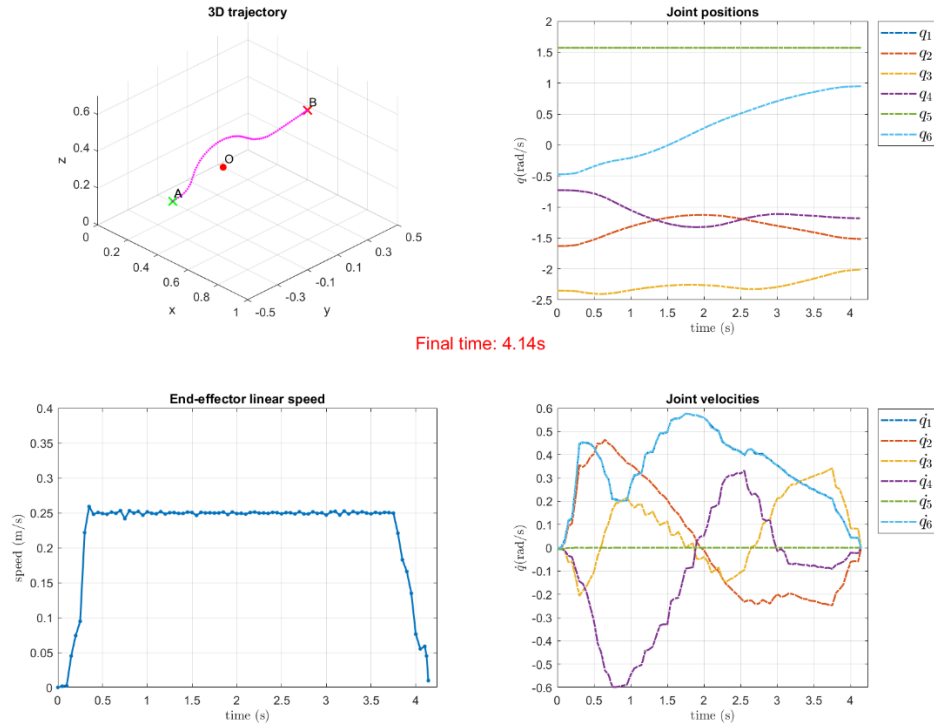 3D trajectory
0.6
0.4
0.2
0
z
B
O
A
0
0.2
0.4
0.6
0.8
1
x
-0.5
-0.3
-0.1
0.1
0.3
0.5
y
Joint positions
2
1.5
1
0.5
0
-0.5
-1
-1.5
-2
-2.5
q(rad/s)
0 0.5 1 1.5 2 2.5 3 3.5 4
time (s)
q₁
q₂
q₃
q₄
q₅
q₆
Final time: 4.14s
End-effector linear speed
0.4
0.35
0.3
0.25
0.2
0.15
0.1
0.05
0
speed (m/s)
0 0.5 1 1.5 2 2.5 3 3.5 4
time (s)
Joint velocities
0.6
0.5
0.4
0.3
0.2
0.1
0
-0.1
-0.2
-0.3
-0.4
-0.5
-0.6
q̇(rad/s)
0 0.5 1 1.5 2 2.5 3 3.5 4
time (s)
q̇₁
q̇₂
q̇₃
q̇₄
q̇₅
q̇₆